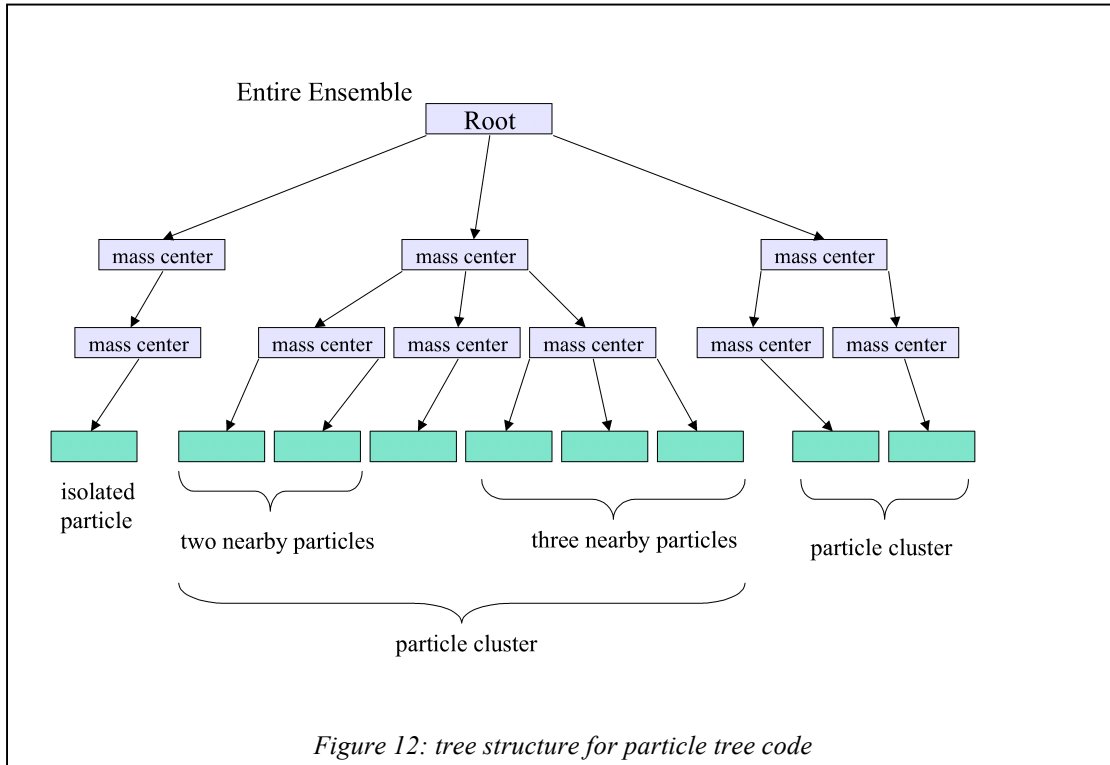 Entire Ensemble
Root
mass center
mass center
mass center
mass center
mass center
mass center
mass center
mass center
mass center
isolated
particle
two nearby particles
three nearby particles
particle cluster
particle cluster
Figure 12: tree structure for particle tree code